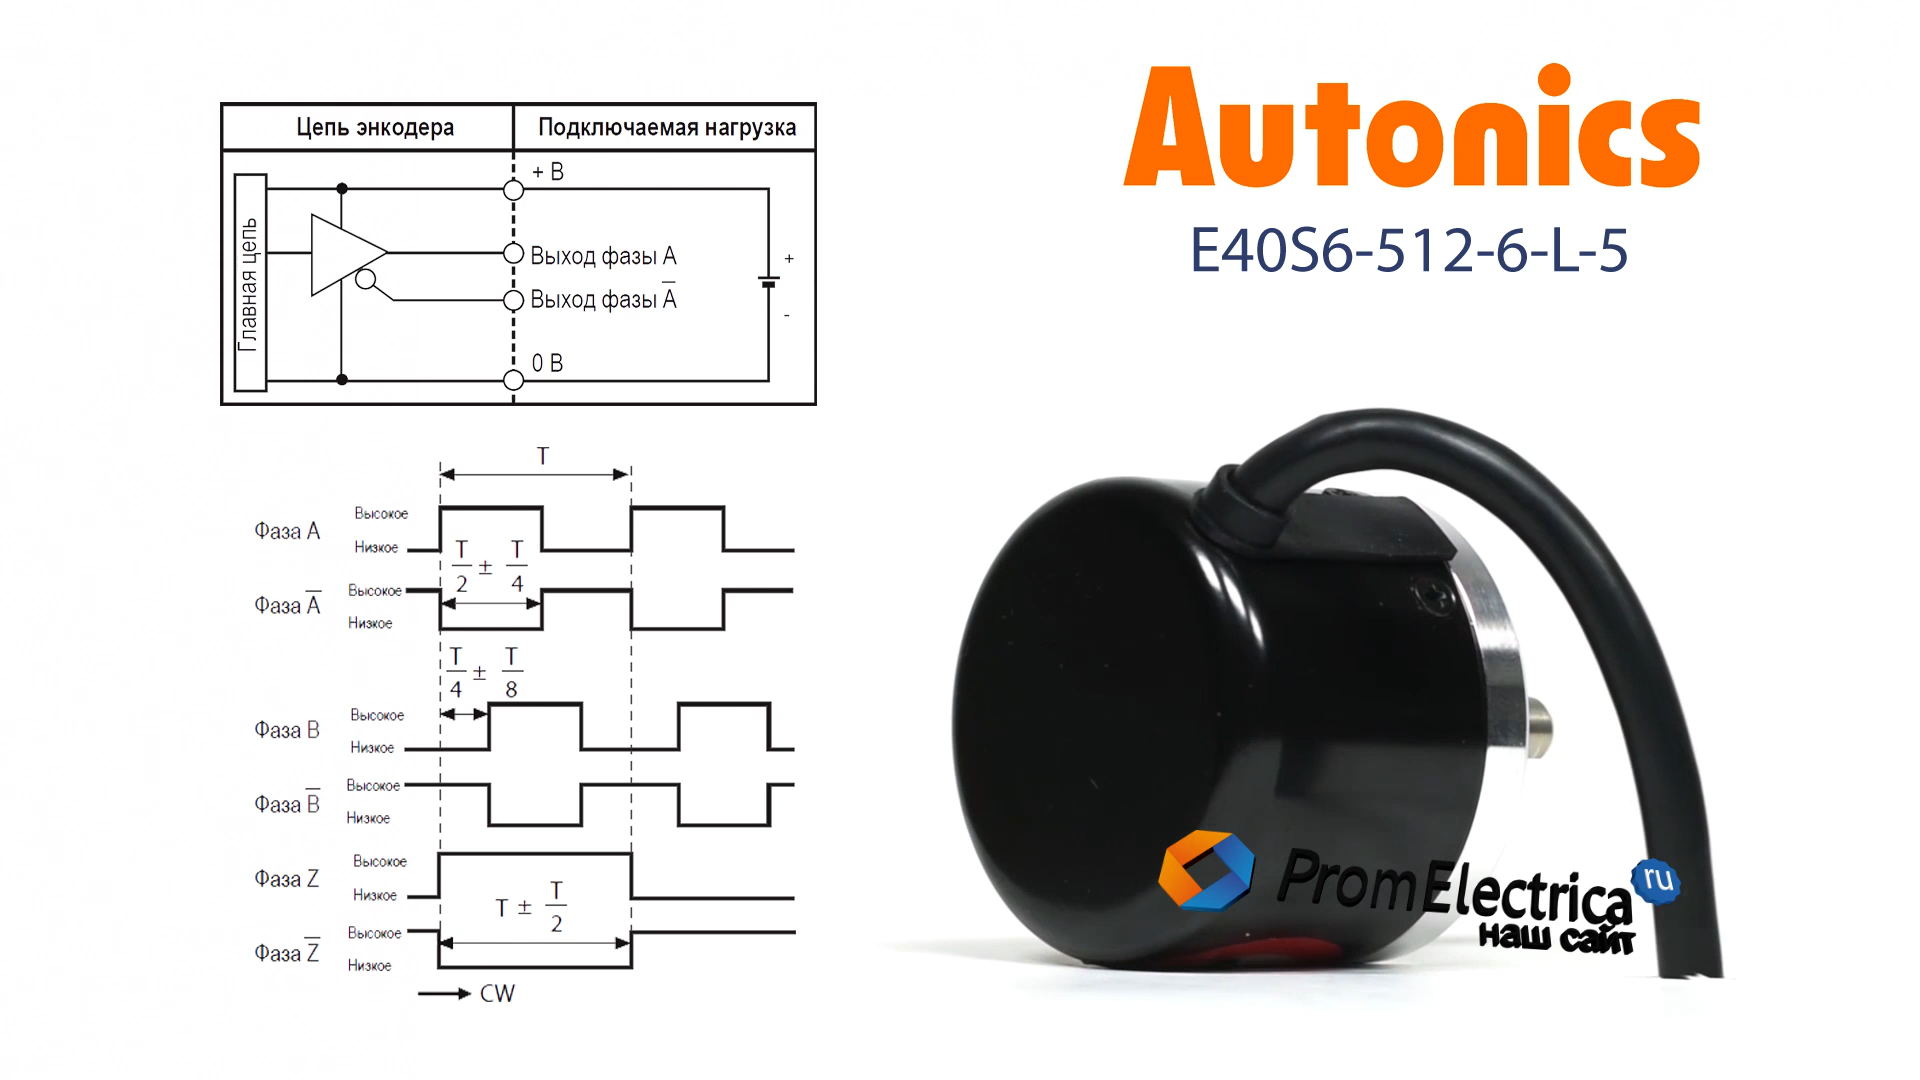 Цепь энкодера
Подключаемая нагрузка
Главная цепь
+ В
Выход фазы A
Выход фазы A̅
0 В
+
-
Autonics
E40S6-512-6-L-5
T
Фаза A
Высокое
Низкое
T/2 ± T/4
Фаза A̅
Высокое
Низкое
T/4 ± T/8
Фаза B
Высокое
Низкое
Фаза B̅
Высокое
Низкое
Фаза Z
Высокое
Низкое
T ± T/2
Фаза Z̅
Высокое
Низкое
CW
PromElectrica ru
наш сайт